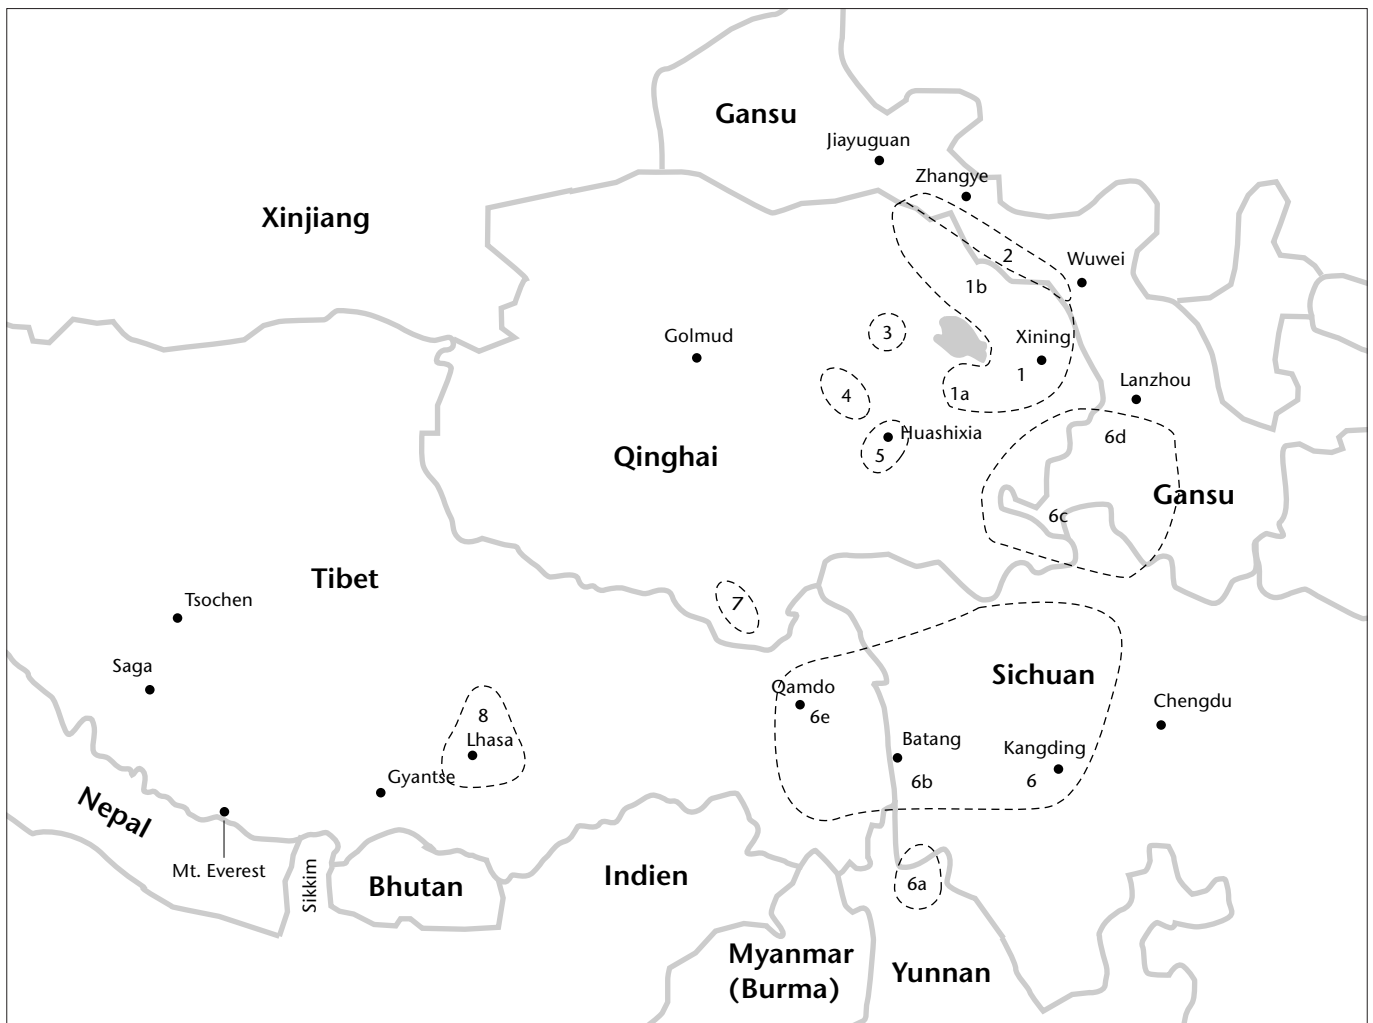 Gansu
Jiayuguan
Zhangye
Xinjiang
2
Wuwei
1b
Golmud
3
Xining
1
Lanzhou
4
1a
Huashixia
6d
Qinghai
5
Gansu
6c
Tibet
Tsochen
7
Saga
Sichuan
Qamdo
6e
Chengdu
8
Lhasa
Batang
Kangding
Gyantse
6b
6
Nepal
Mt. Everest
Sikkim
Bhutan
Indien
6a
Myanmar
(Burma)
Yunnan